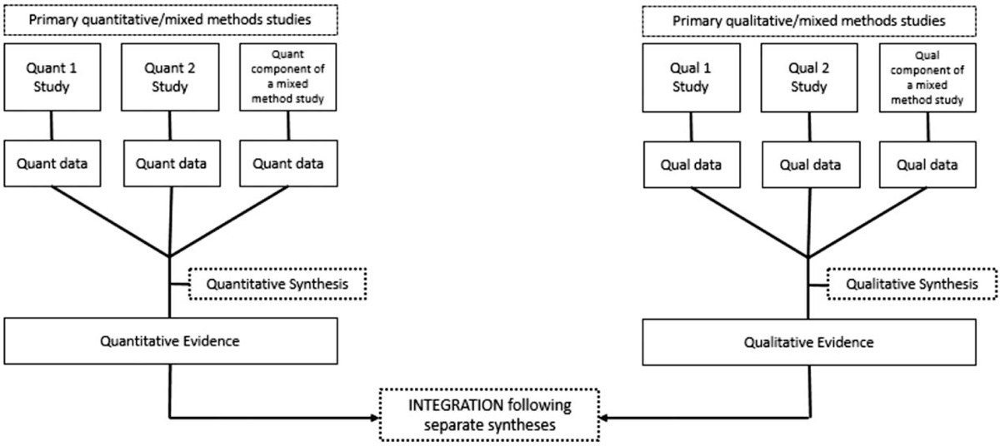 Primary quantitative/mixed methods studies
Quant 1
Study
Quant 2
Study
Quant
component of
a mixed
method study
Quant data
Quant data
Quant data
Quantitative Synthesis
Quantitative Evidence
Primary qualitative/mixed methods studies
Qual 1
Study
Qual 2
Study
Qual
component of
a mixed
method study
Qual data
Qual data
Qual data
Qualitative Synthesis
Qualitative Evidence
INTEGRATION following
separate syntheses